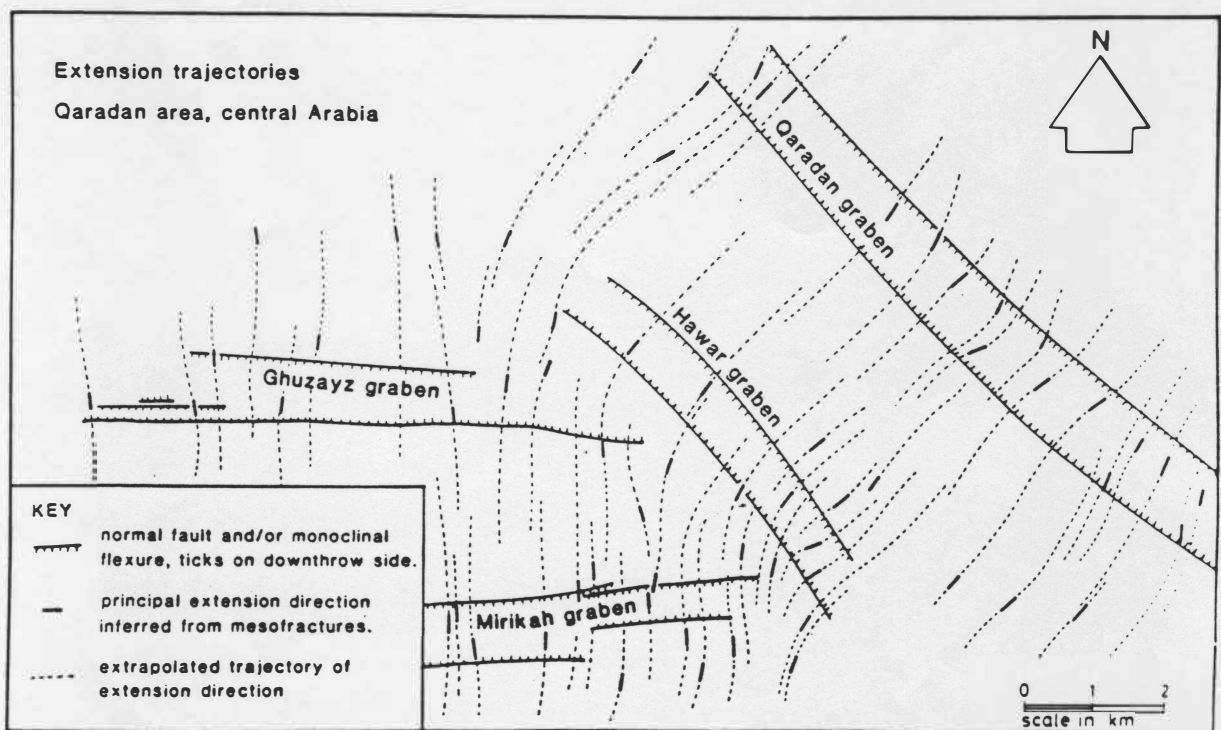 Extension trajectories
Qaradan area, central Arabia
N
Qaradan graben
Hawar graben
Ghuzayz graben
Mirikah graben
KEY
normal fault and/or monoclinal
flexure, ticks on downthrow side.
principal extension direction
inferred from mesofractures.
extrapolated trajectory of
extension direction
0 1 2
scale in km